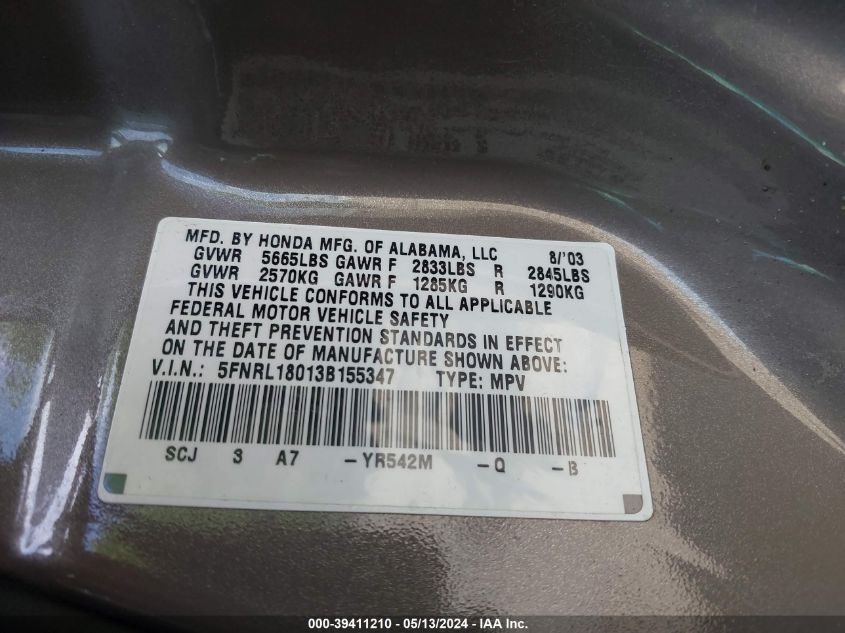 MFD. BY HONDA MFG. OF ALABAMA, LLC 8/'03
GVWR 5665LBS GAWR F 2833LBS R 2845LBS
GVWR 2570KG GAWR F 1285KG R 1290KG
THIS VEHICLE CONFORMS TO ALL APPLICABLE
FEDERAL MOTOR VEHICLE SAFETY
AND THEFT PREVENTION STANDARDS IN EFFECT
ON THE DATE OF MANUFACTURE SHOWN ABOVE:
V.I.N.: 5FNRL18013B155347 TYPE: MPV
SCJ 3 A7 -YR542M -Q -B
000-39411210 - 05/13/2024 - IAA Inc.